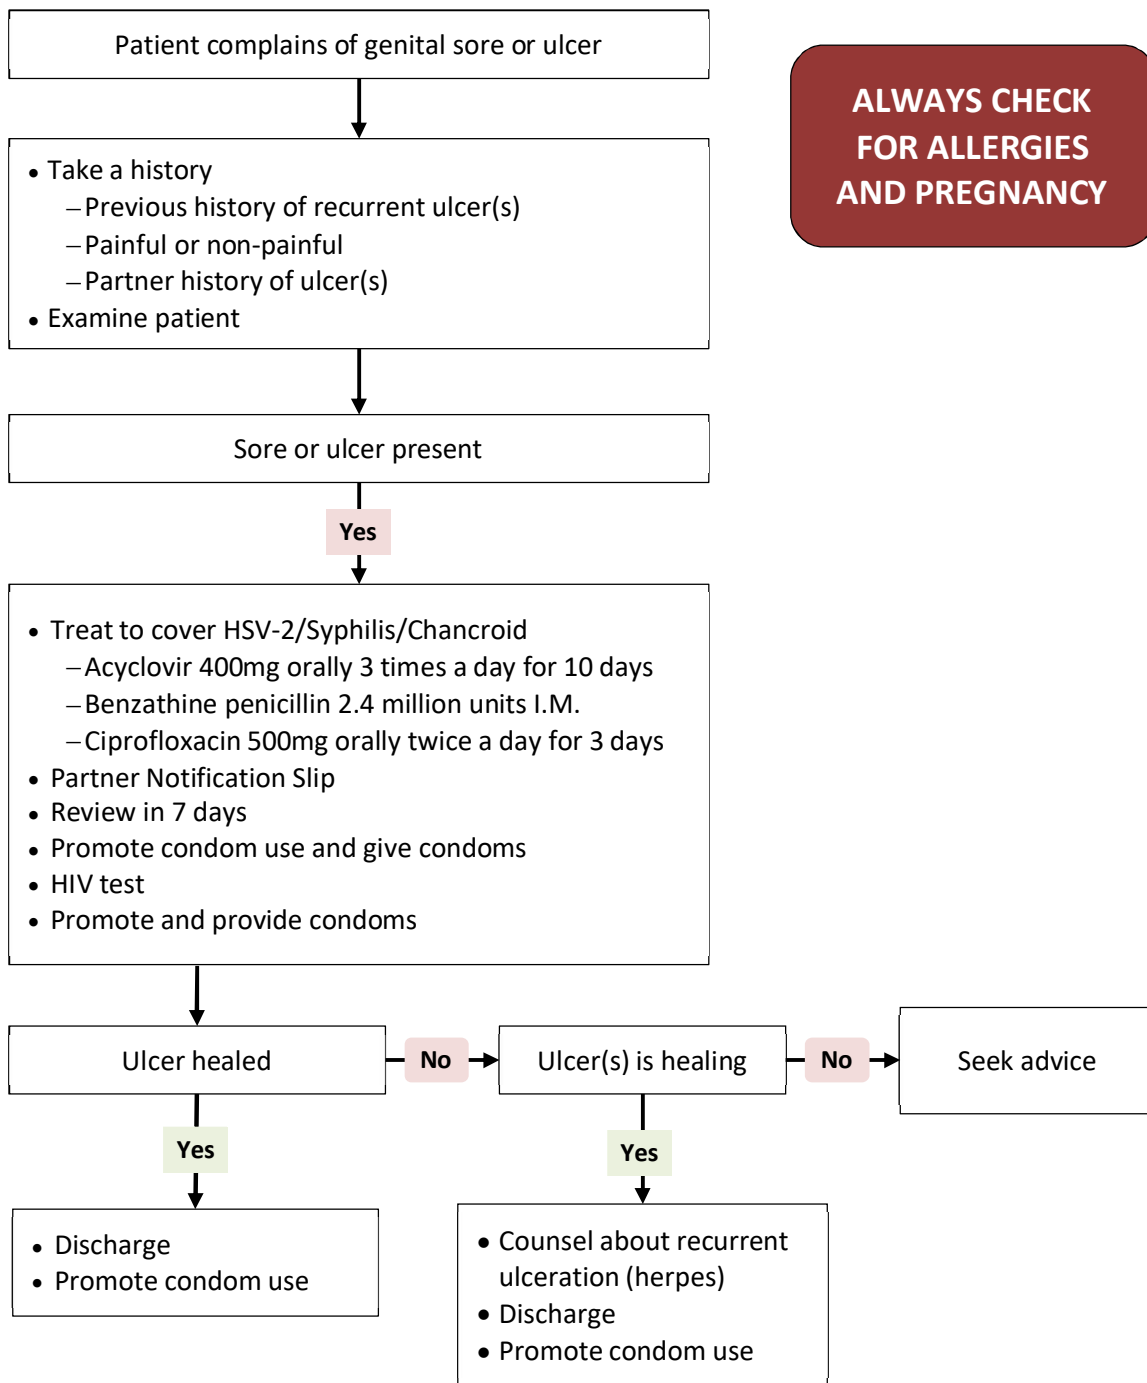 Patient complains of genital sore or ulcer
ALWAYS CHECK
FOR ALLERGIES
AND PREGNANCY
• Take a history
– Previous history of recurrent ulcer(s)
– Painful or non-painful
– Partner history of ulcer(s)
• Examine patient
Sore or ulcer present
Yes
• Treat to cover HSV-2/Syphilis/Chancroid
– Acyclovir 400mg orally 3 times a day for 10 days
– Benzathine penicillin 2.4 million units I.M.
– Ciprofloxacin 500mg orally twice a day for 3 days
• Partner Notification Slip
• Review in 7 days
• Promote condom use and give condoms
• HIV test
• Promote and provide condoms
Ulcer healed
No
Ulcer(s) is healing
No
Seek advice
Yes
Yes
• Discharge
• Promote condom use
• Counsel about recurrent
ulceration (herpes)
• Discharge
• Promote condom use